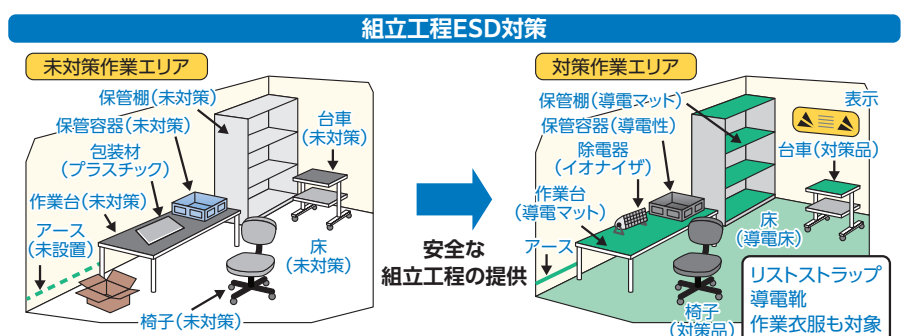 組立工程ESD対策
未対策作業エリア
保管棚(未対策)
保管容器(未対策)
包装材
(プラスチック)
作業台(未対策)
アース
(未設置)
台車
(未対策)
床
(未対策)
椅子(未対策)
安全な
組立工程の提供
対策作業エリア
保管棚(導電マッド)
保管容器(導電性)
除電器
(イオナイザ)
作業台
(導電マット)
アース
表示
台車(対策品)
床
(導電床)
椅子
(対策品)
リストストラップ
導電靴
作業衣服も対象